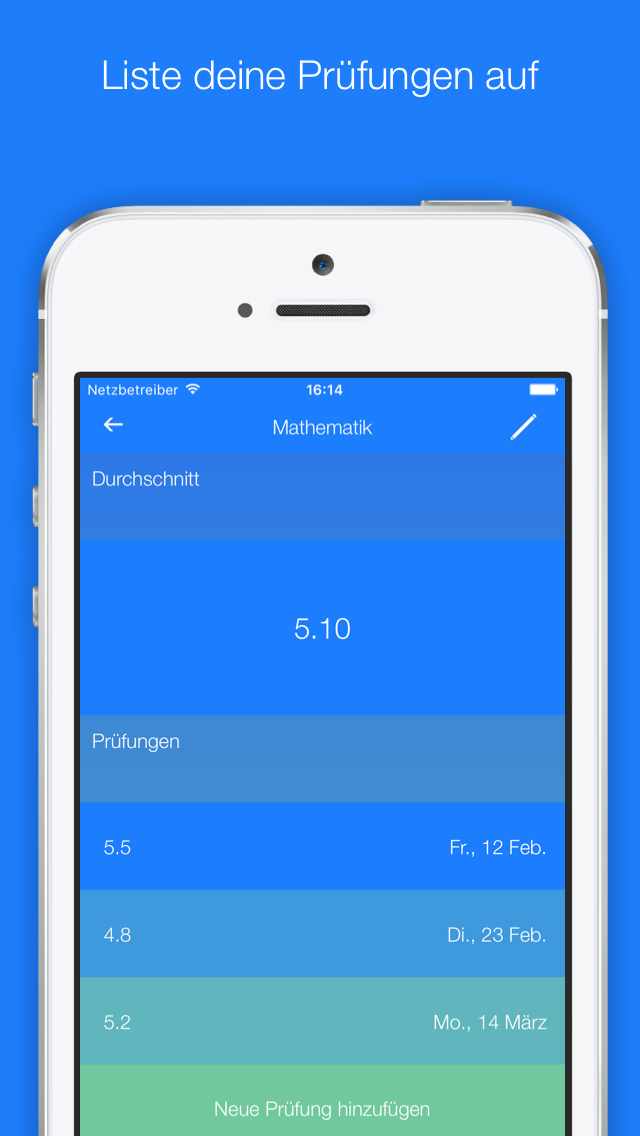 Liste deine Prüfungen auf
Netzbetreiber 16:14
Mathematik
Durchschnitt
5.10
Prüfungen
5.5 Fr., 12 Feb.
4.8 Di., 23 Feb.
5.2 Mo., 14 März
Neue Prüfung hinzufügen